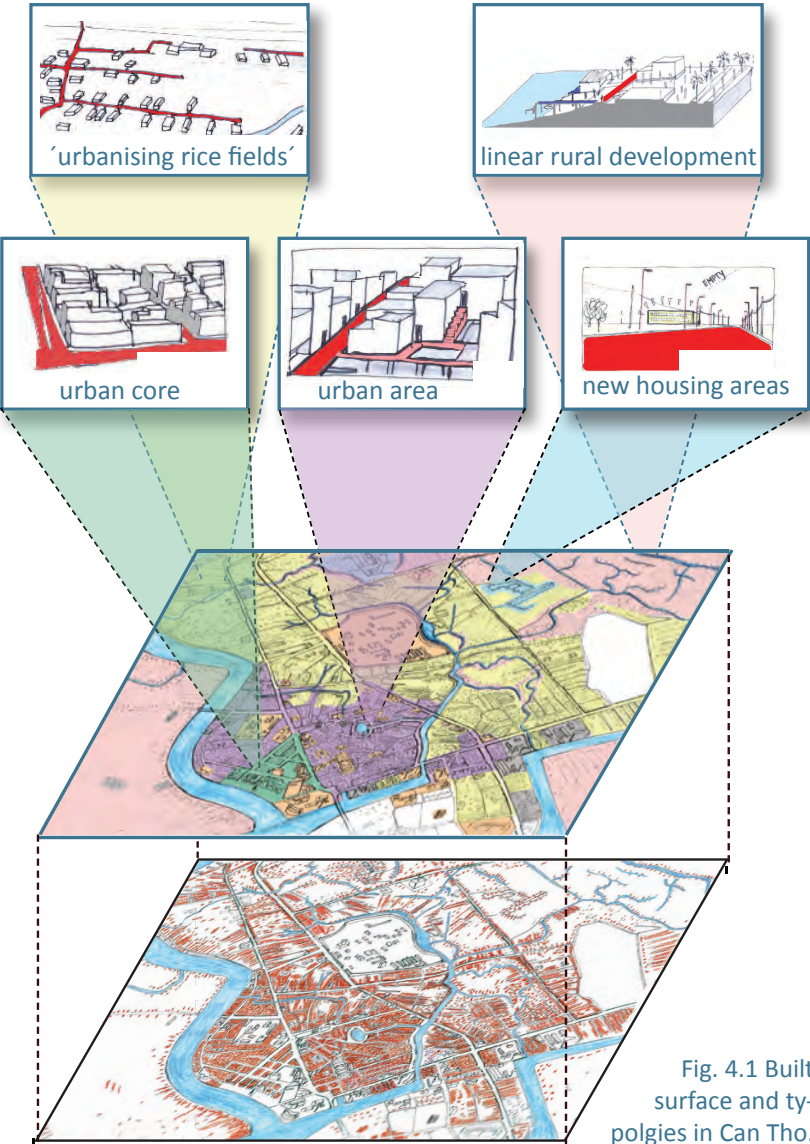 ´urbanising rice fields´
linear rural development
EMPTY
urban core
urban area
new housing areas
Fig. 4.1 Built
surface and ty-
polgies in Can Tho.